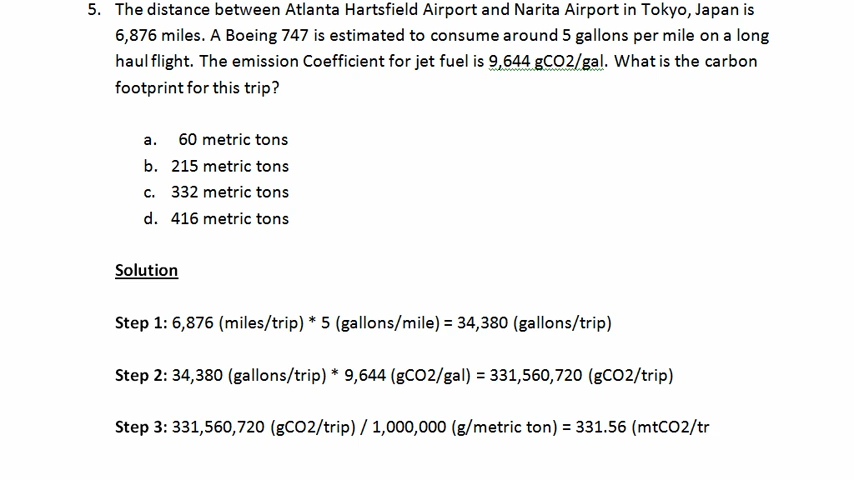 5. The distance between Atlanta Hartsfield Airport and Narita Airport in Tokyo, Japan is
6,876 miles. A Boeing 747 is estimated to consume around 5 gallons per mile on a long
haul flight. The emission Coefficient for jet fuel is 9,644 gCO2/gal. What is the carbon
footprint for this trip?
a. 60 metric tons
b. 215 metric tons
c. 332 metric tons
d. 416 metric tons
Solution
Step 1: 6,876 (miles/trip) * 5 (gallons/mile) = 34,380 (gallons/trip)
Step 2: 34,380 (gallons/trip) * 9,644 (gCO2/gal) = 331,560,720 (gCO2/trip)
Step 3: 331,560,720 (gCO2/trip) / 1,000,000 (g/metric ton) = 331.56 (mtCO2/tr